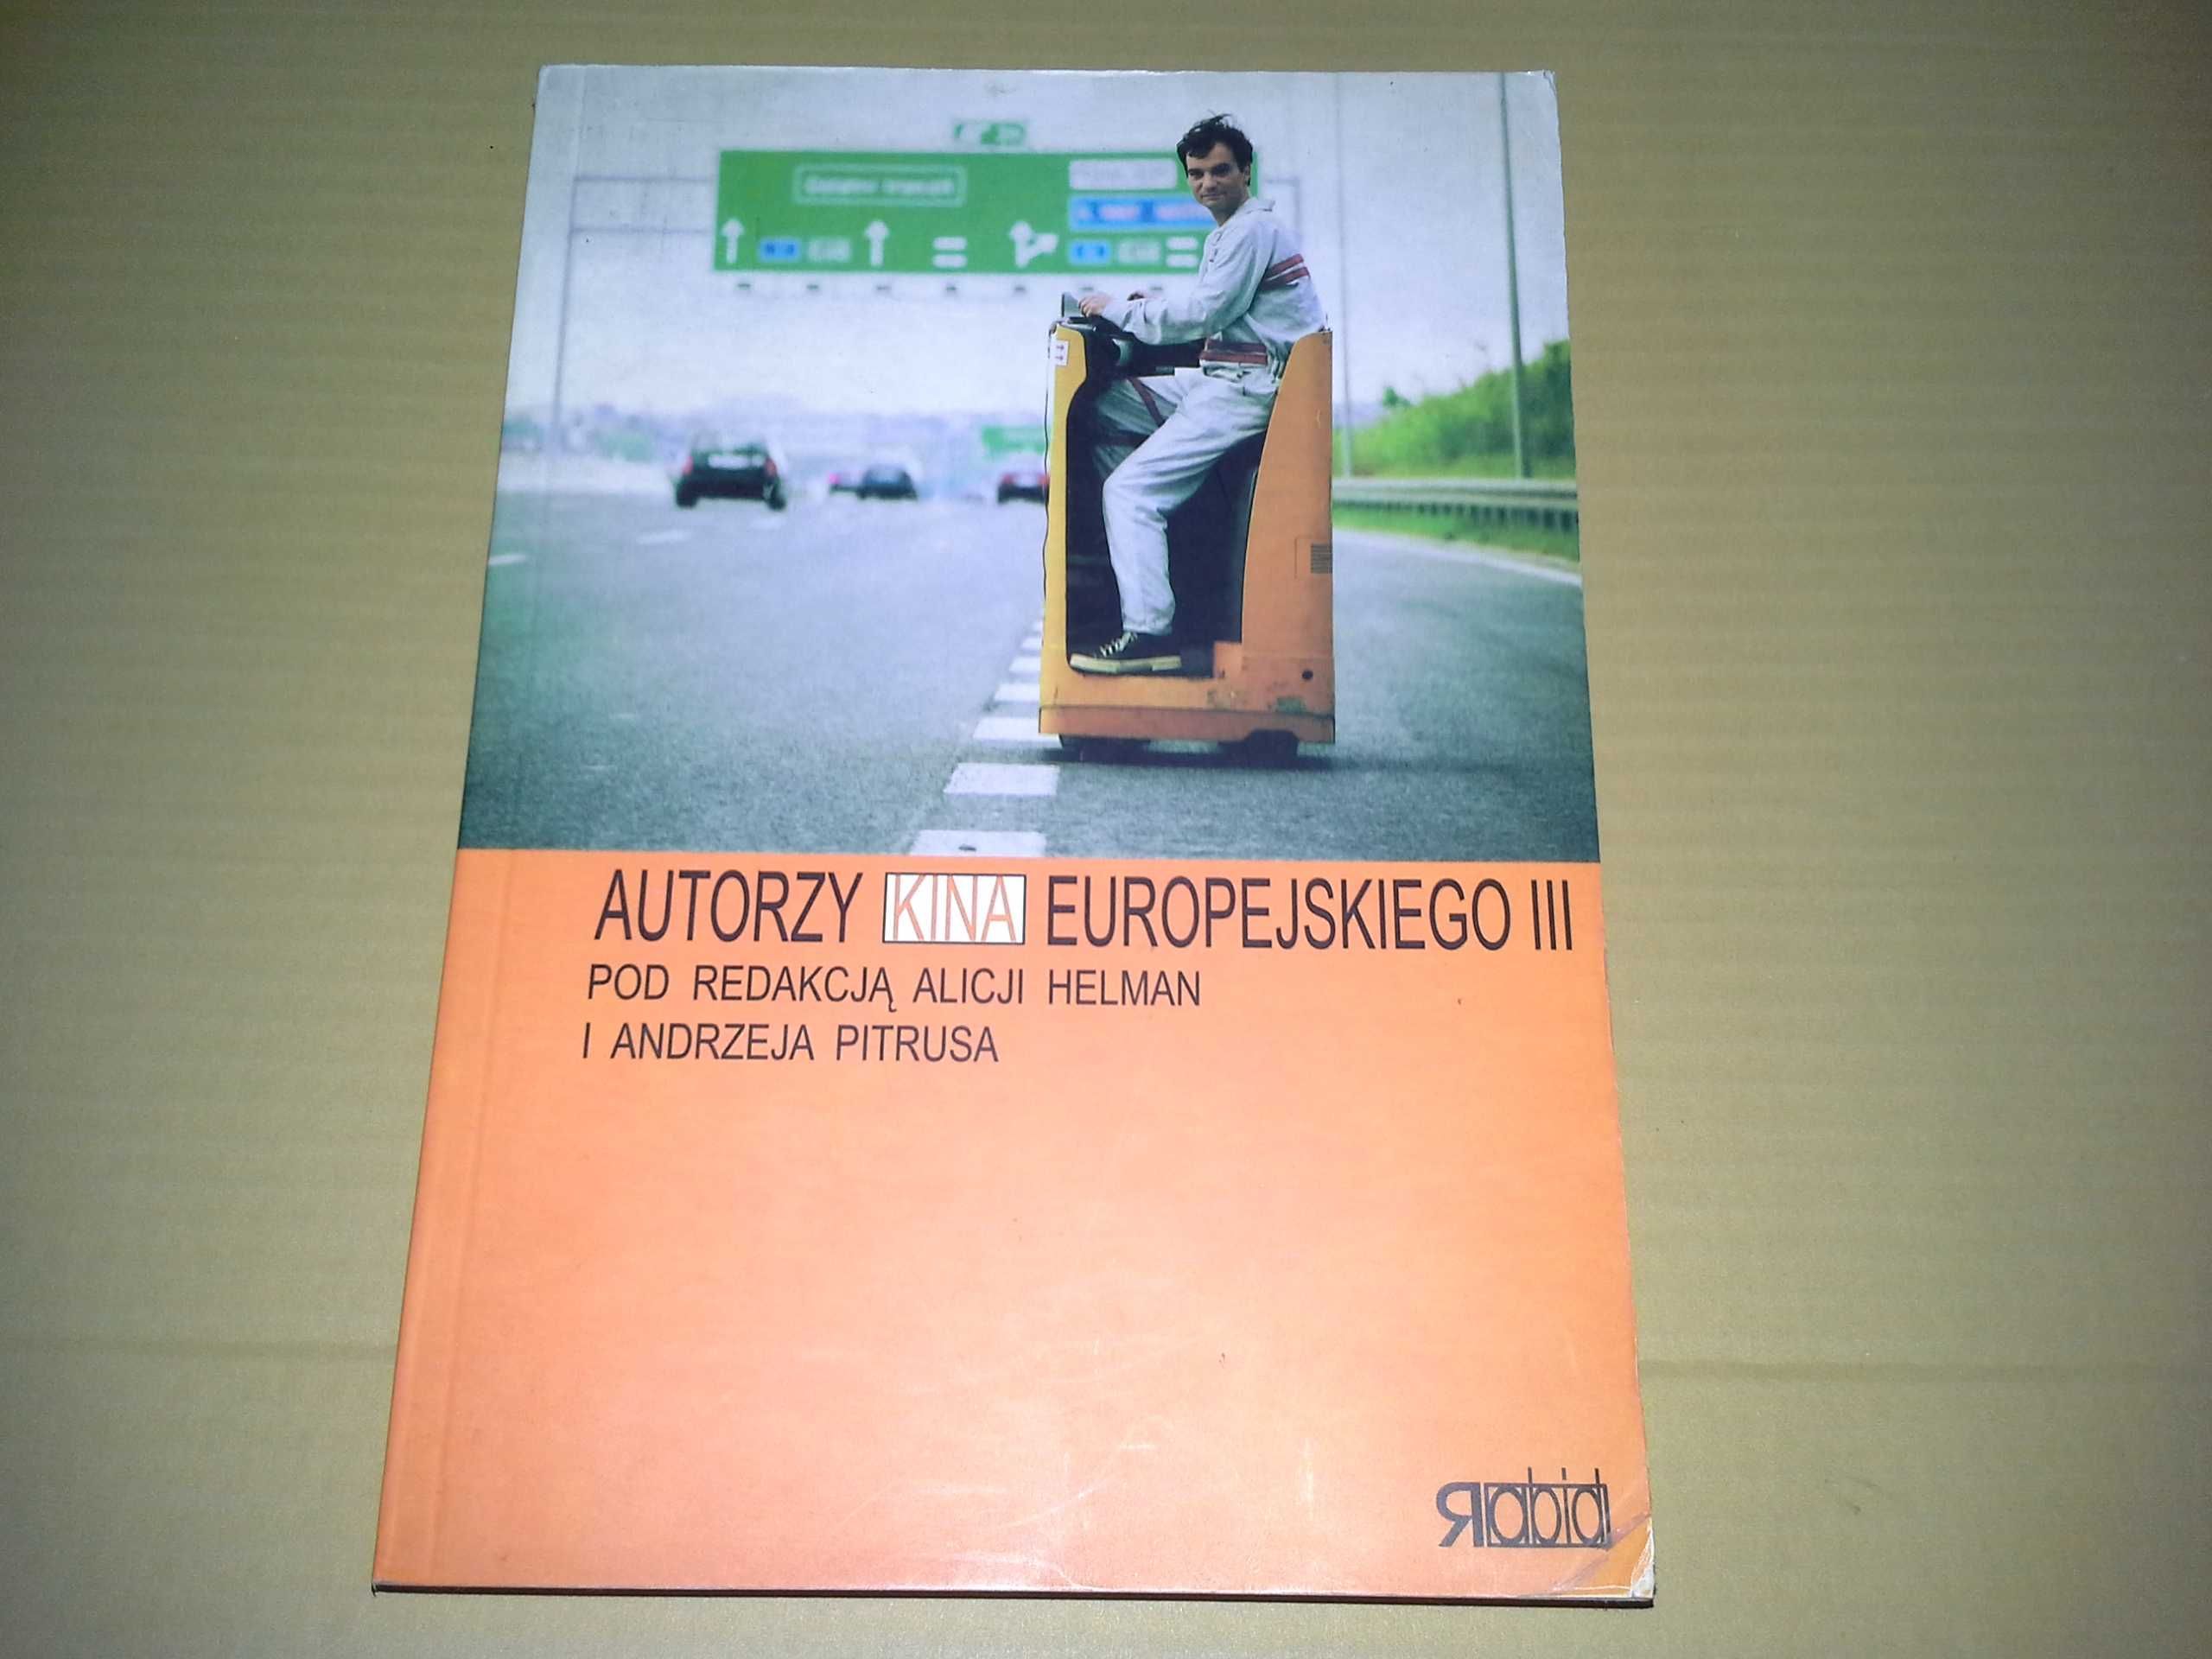 AUTORZY KINA EUROPEJSKIEGO III
POD REDAKCJĄ ALICJI HELMAN
I ANDRZEJA PITRUSA
Rabid